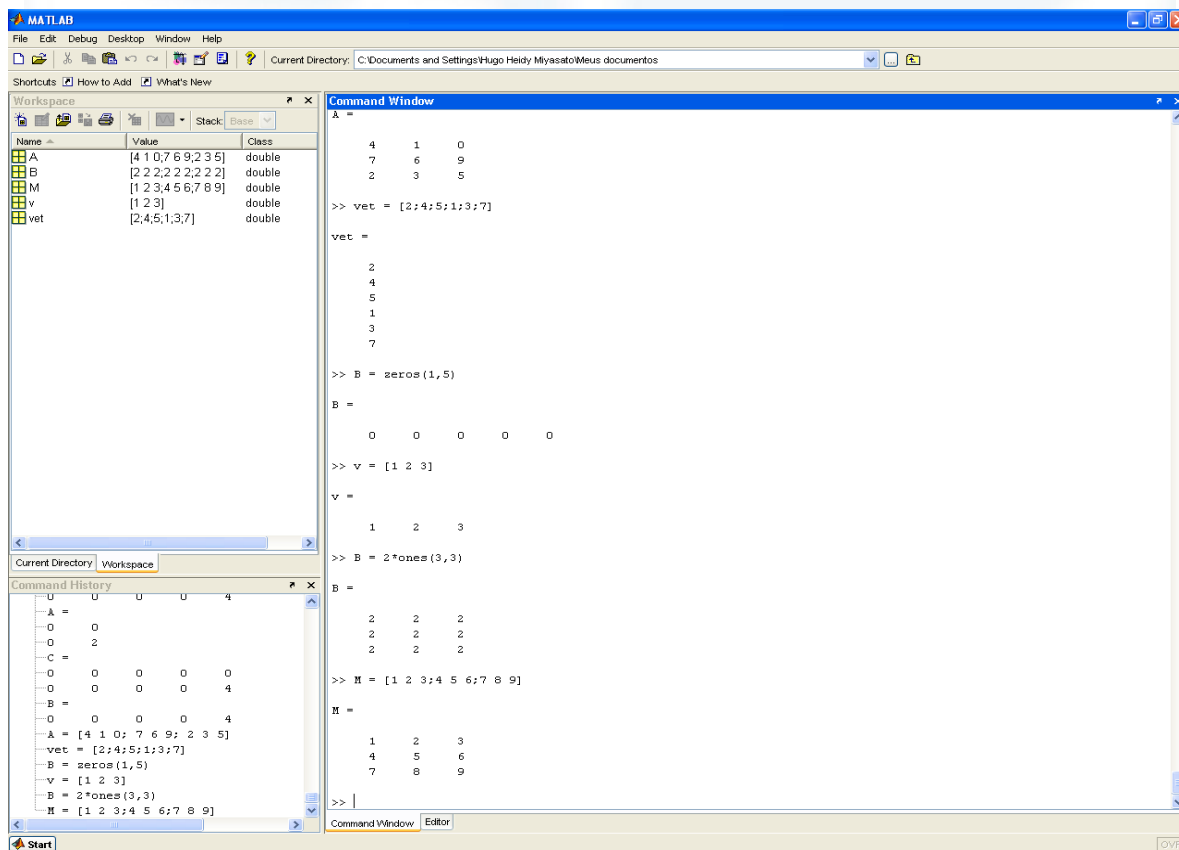 MATLAB
File Edit Debug Desktop Window Help
Current Directory: C:\Documents and Settings\Hugo Heidy Miyasato\Meus documentos
Shortcuts How to Add What's New
Workspace
Stack: Base
Name Value Class
A [4 1 0;7 6 9;2 3 5] double
B [2 2 2;2 2 2;2 2 2] double
M [1 2 3;4 5 6;7 8 9] double
v [1 2 3] double
vet [2;4;5;1;3;7] double
Current Directory Workspace
Command History
0 0 0 0 4
A =
0 0
0 2
C =
0 0 0 0 0
0 0 0 0 4
B =
0 0 0 0 4
A = [4 1 0; 7 6 9; 2 3 5]
vet = [2;4;5;1;3;7]
B = zeros(1,5)
v = [1 2 3]
B = 2*ones(3,3)
M = [1 2 3;4 5 6;7 8 9]
Command Window
A =
4 1 0
7 6 9
2 3 5
>> vet = [2;4;5;1;3;7]
vet =
2
4
5
1
3
7
>> B = zeros(1,5)
B =
0 0 0 0 0
>> v = [1 2 3]
v =
1 2 3
>> B = 2*ones(3,3)
B =
2 2 2
2 2 2
2 2 2
>> M = [1 2 3;4 5 6;7 8 9]
M =
1 2 3
4 5 6
7 8 9
>>
Command Window Editor
Start
OVR